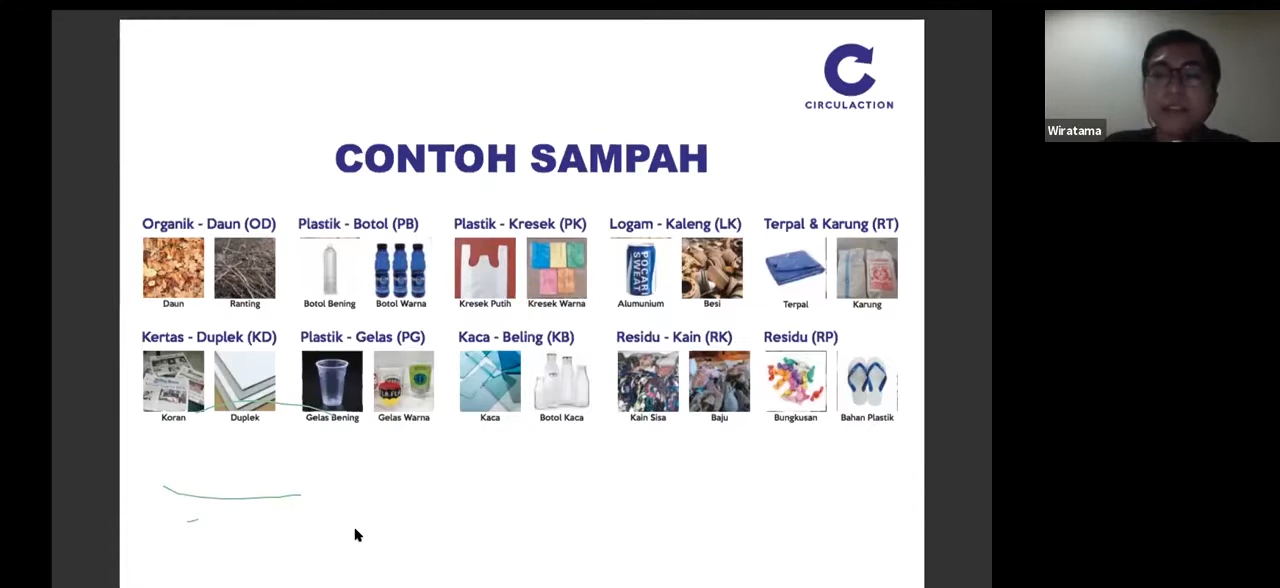 CIRCULACTION
Wiratama
CONTOH SAMPAH
Organik - Daun (OD)
Daun
Ranting
Plastik - Botol (PB)
Botol Bening
Botol Warna
Plastik - Kresek (PK)
Kresek Putih
Kresek Warna
Logam - Kaleng (LK)
POCARI
SWEAT
Alumunium
Besi
Terpal & Karung (RT)
Terpal
Karung
Kertas - Duplek (KD)
Koran
Duplek
Plastik - Gelas (PG)
Gelas Bening
Gelas Warna
Kaca - Beling (KB)
Kaca
Botol Kaca
Residu - Kain (RK)
Kain Sisa
Baju
Residu (RP)
Bungkusan
Bahan Plastik